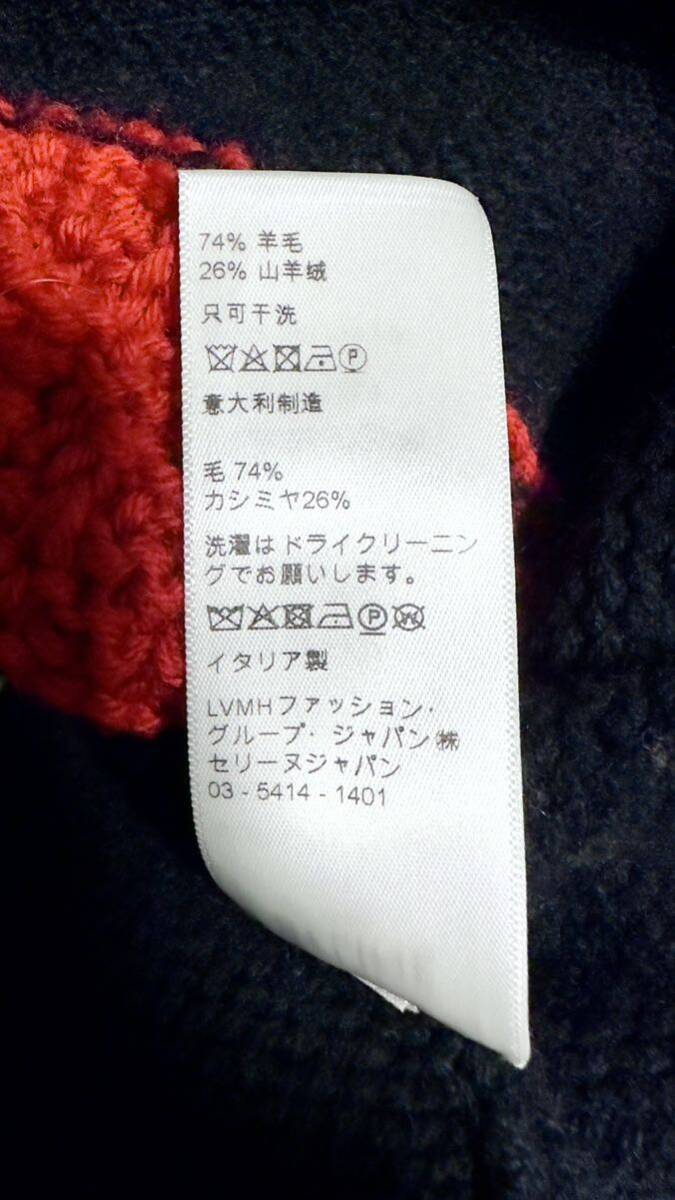 74% 羊毛
26% 山羊绒
只可干洗
P
意大利制造
毛 74%
カシミヤ26%
洗濯はドライクリーニン
グでお願いします。
P W
イタリア製
LVMHファッション・
グループ・ジャパン㈱
セリーヌジャパン
03 - 5414 - 1401